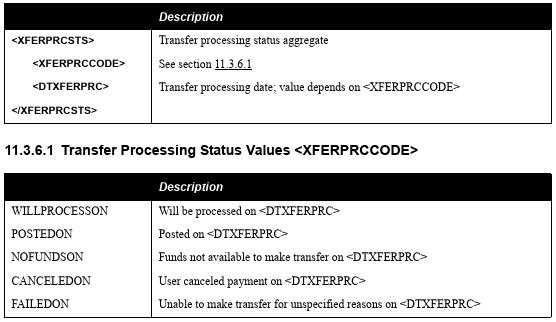 Description
<XFERPRCSTS> Transfer processing status aggregate
<XFERPRCCODE> See section 11.3.6.1
<DTXFERPRC> Transfer processing date; value depends on <XFERPRCCODE>
</XFERPRCSTS>
11.3.6.1 Transfer Processing Status Values <XFERPRCCODE>
Description
WILLPROCESSON Will be processed on <DTXFERPRC>
POSTEDON Posted on <DTXFERPRC>
NOFUNDSON Funds not available to make transfer on <DTXFERPRC>
CANCELEDON User canceled payment on <DTXFERPRC>
FAILEDON Unable to make transfer for unspecified reasons on <DTXFERPRC>